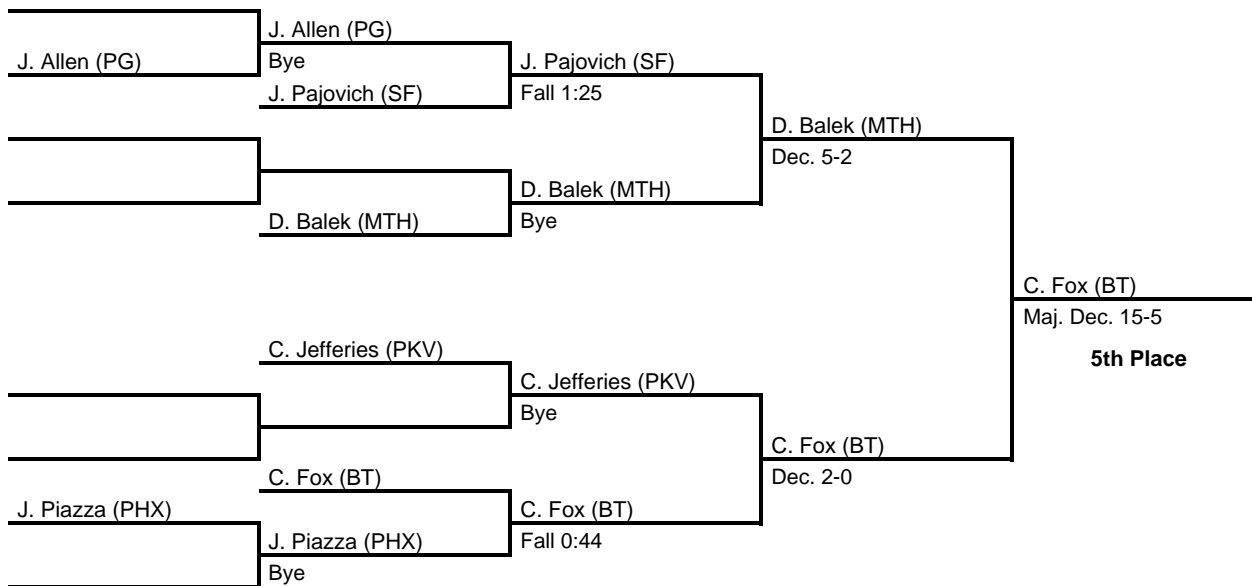 J. Allen (PG)
J. Allen (PG)
Bye
J. Pajovich (SF)
J. Pajovich (SF)
Fall 1:25
D. Balek (MTH)
Dec. 5-2
D. Balek (MTH)
D. Balek (MTH)
Bye
C. Fox (BT)
Maj. Dec. 15-5
5th Place
C. Jefferies (PKV)
C. Jefferies (PKV)
Bye
C. Fox (BT)
Dec. 2-0
C. Fox (BT)
J. Piazza (PHX)
C. Fox (BT)
Fall 0:44
J. Piazza (PHX)
Bye